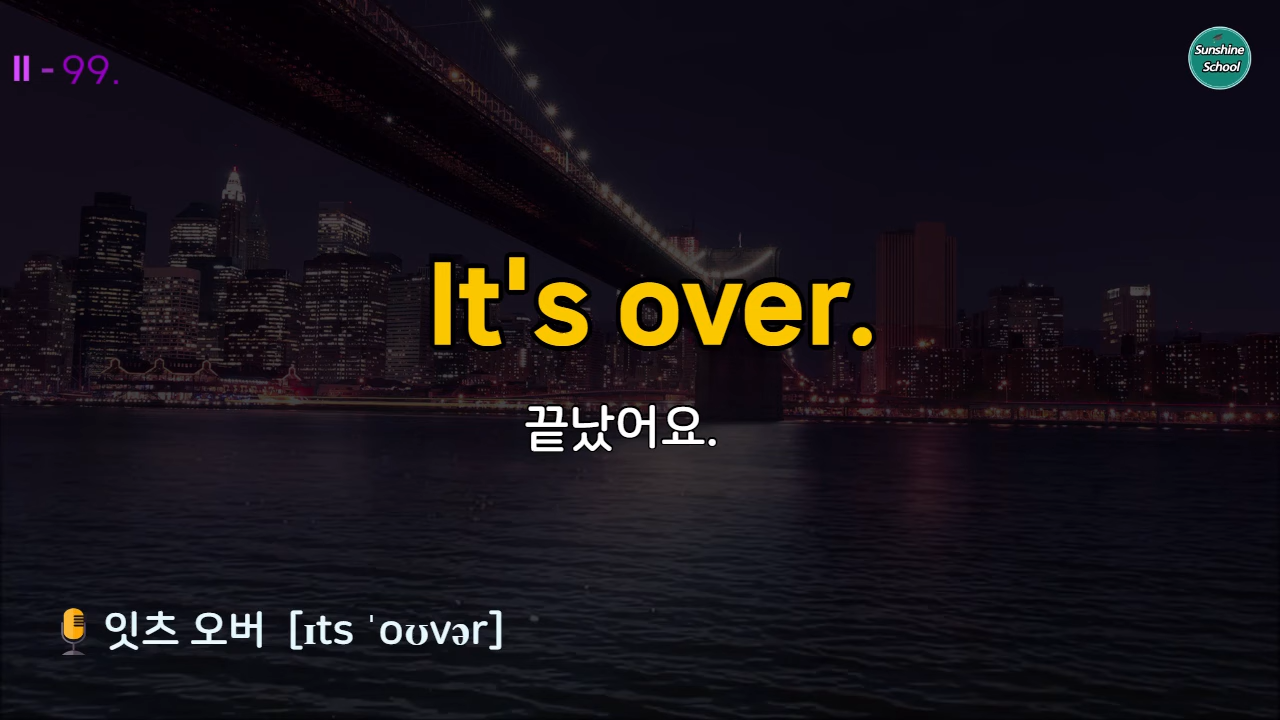 II - 99.
Sunshine
School
It's over.
끝났어요.
잇츠 오버 [ɪts ˈoʊvər]